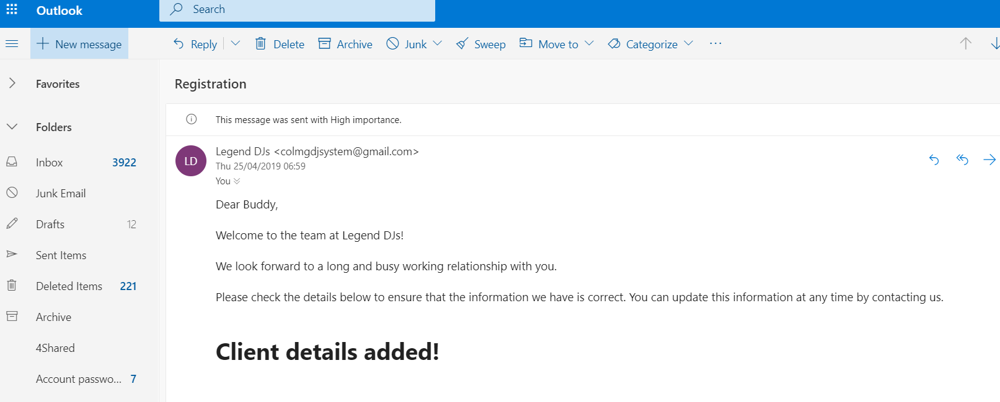 Outlook
Search
New message
Reply
Delete
Archive
Junk
Sweep
Move to
Categorize
Favorites
Folders
Inbox 3922
Junk Email
Drafts 12
Sent Items
Deleted Items 221
Archive
4Shared
Account passwo... 7
Registration
This message was sent with High importance.
LD
Legend DJs <colmgdjsystem@gmail.com>
Thu 25/04/2019 06:59
You
Dear Buddy,
Welcome to the team at Legend DJs!
We look forward to a long and busy working relationship with you.
Please check the details below to ensure that the information we have is correct. You can update this information at any time by contacting us.
Client details added!